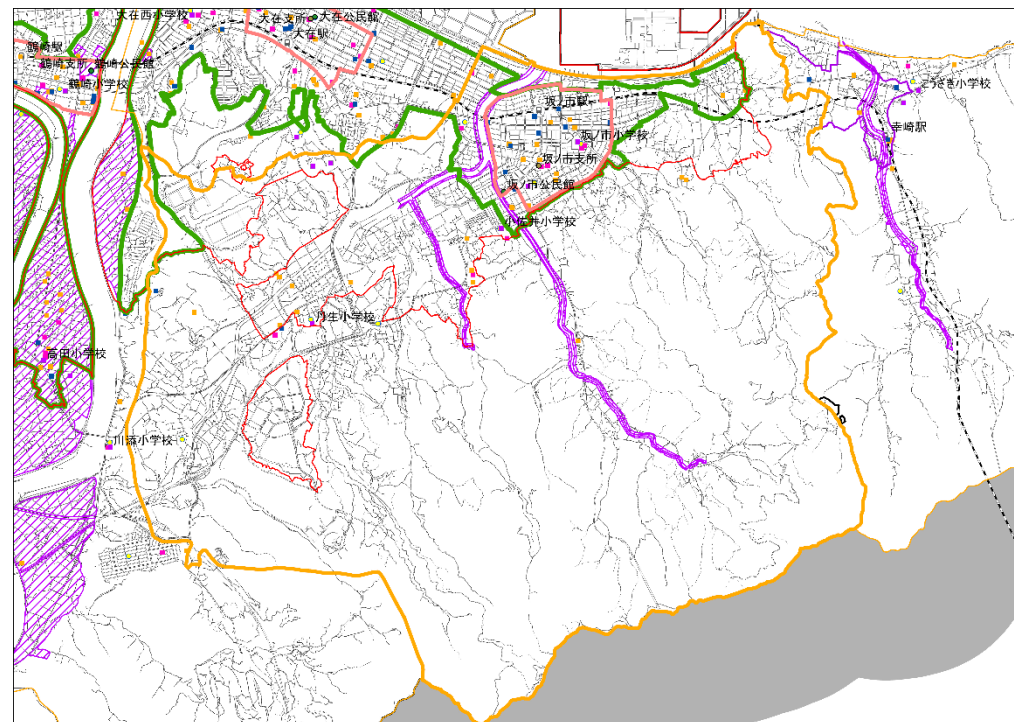 大在西小学校
大在支所
大在公民館
大在駅
鶴崎駅
鶴崎支所
鶴崎公民館
鶴崎小学校
坂ノ市駅
坂ノ市小学校
坂ノ市支所
坂ノ市公民館
小佐井小学校
こうざき小学校
幸崎駅
丹生小学校
高田小学校
川添小学校